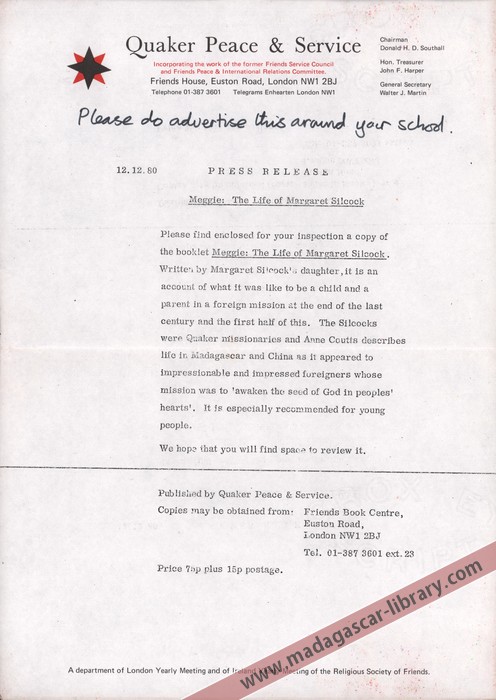 Quaker Peace & Service
Incorporating the work of the former Friends Service Council
and Friends Peace & International Relations Committee.
Friends House, Euston Road, London NW1 2BJ
Telephone 01-387 3601 Telegrams Enhearten London NW1
Chairman
Donald H. D. Southall
Hon. Treasurer
John F. Harper
General Secretary
Walter J. Martin
Please do advertise this around your school.
12.12.80 PRESS RELEASE
Meggie: The Life of Margaret Silcock
Please find enclosed for your inspection a copy of
the booklet Meggie: The Life of Margaret Silcock.
Written by Margaret Silcock's daughter, it is an
account of what it was like to be a child and a
parent in a foreign mission at the end of the last
century and the first half of this. The Silcocks
were Quaker missionaries and Anne Coutis describes
life in Madagascar and China as it appeared to
impressionable and impressed foreigners whose
mission was to 'awaken the seed of God in peoples'
hearts'. It is especially recommended for young
people.
We hope that you will find space to review it.
Published by Quaker Peace & Service.
Copies may be obtained from: Friends Book Centre,
Euston Road,
London NW1 2BJ
Tel. 01-387 3601 ext. 23
Price 75p plus 15p postage.
A department of London Yearly Meeting and of Ireland Yearly Meeting of the Religious Society of Friends.
www.madagascar-library.com